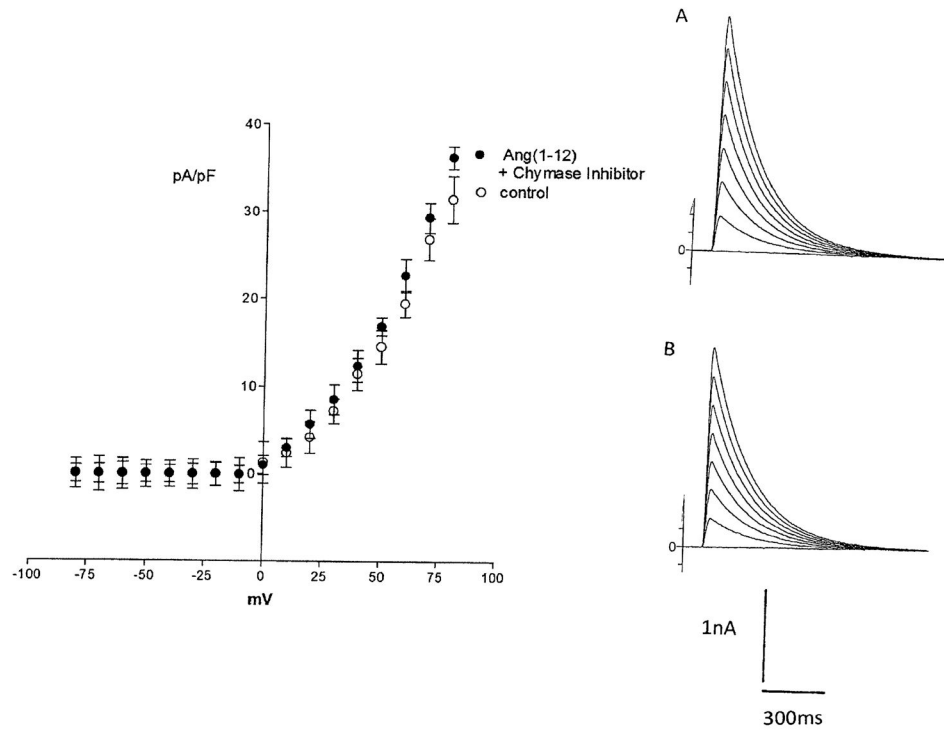 A
40
pA/pF
Ang(1-12)
+ Chymase Inhibitor
control
30
0
20
B
10
0
0
-100 -75 -50 -25 0 25 50 75 100
mV
1nA
300ms